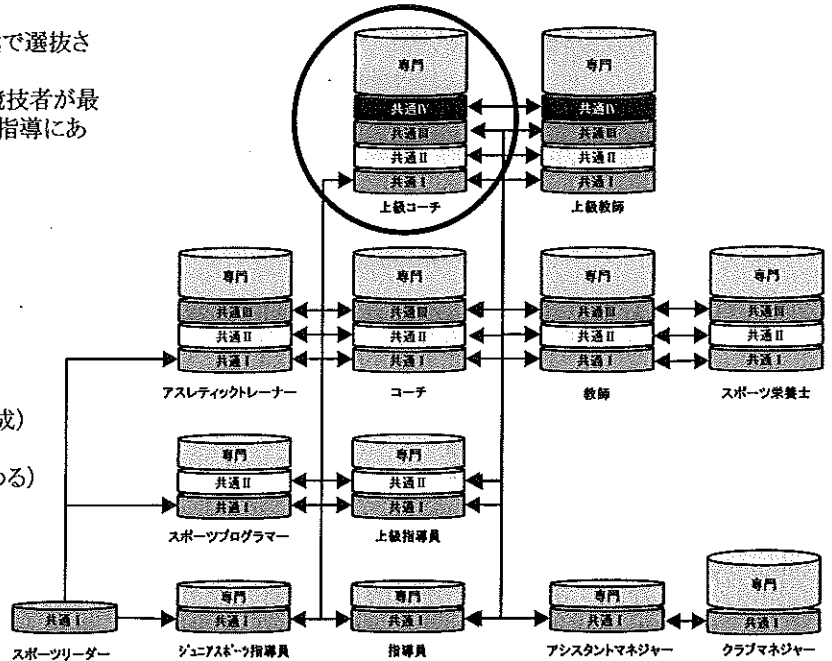 で選抜さ
競技者が最
指導にあ
成)
める)
専門
共通Ⅳ
共通Ⅲ
共通Ⅱ
共通Ⅰ
上級コーチ
専門
共通Ⅳ
共通Ⅲ
共通Ⅱ
共通Ⅰ
上級教師
専門
共通Ⅲ
共通Ⅱ
共通Ⅰ
アスレティックトレーナー
専門
共通Ⅲ
共通Ⅱ
共通Ⅰ
コーチ
専門
共通Ⅲ
共通Ⅱ
共通Ⅰ
教師
専門
共通Ⅲ
共通Ⅱ
共通Ⅰ
スポーツ栄養士
専門
共通Ⅱ
共通Ⅰ
スポーツプログラマー
専門
共通Ⅱ
共通Ⅰ
上級指導員
共通Ⅰ
スポーツリーダー
専門
共通Ⅰ
ジュニアスポーツ指導員
専門
共通Ⅰ
指導員
専門
共通Ⅰ
アシスタントマネジャー
専門
共通Ⅰ
クラブマネジャー